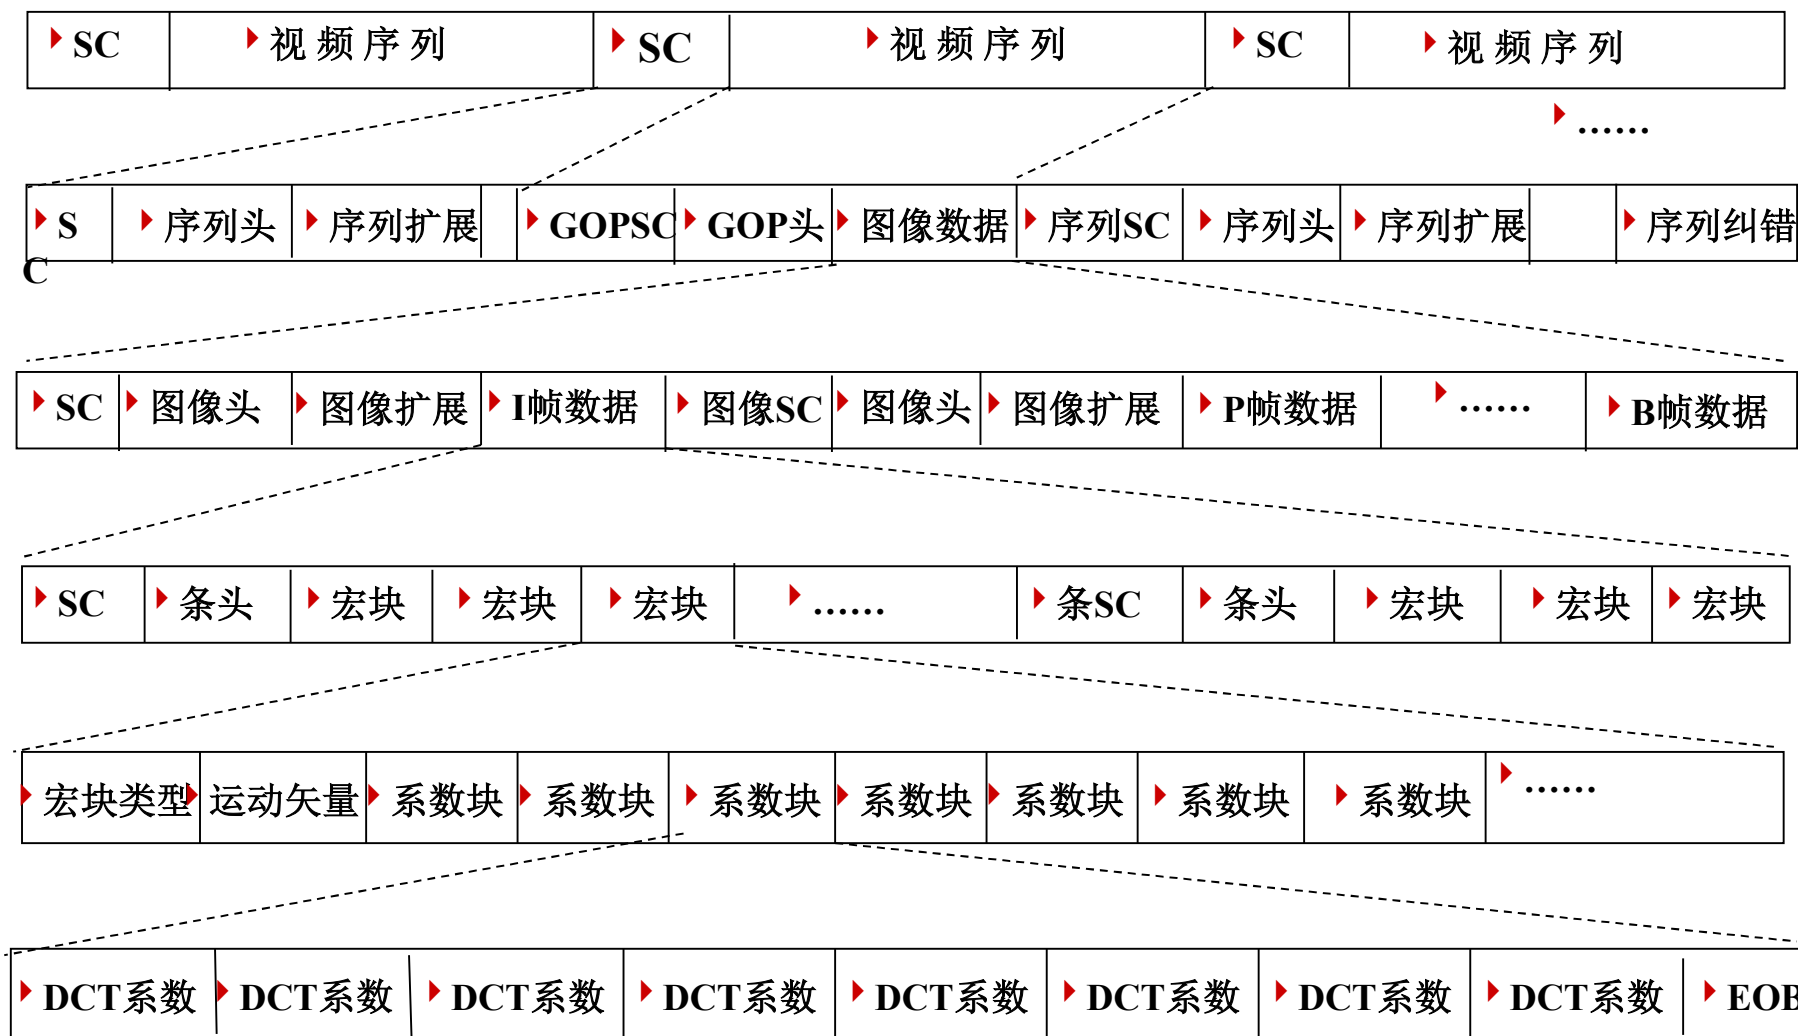 SC 视 频 序 列 SC 视 频 序 列 SC 视 频 序 列
……
S 序列头 序列扩展 GOPSC GOP头 图像数据 序列SC 序列头 序列扩展 序列纠错
C
SC 图像头 图像扩展 I帧数据 图像SC 图像头 图像扩展 P帧数据 …… B帧数据
SC 条头 宏块 宏块 宏块 …… 条SC 条头 宏块 宏块 宏块
宏块类型 运动矢量 系数块 系数块 系数块 系数块 系数块 系数块 系数块 ……
DCT系数 DCT系数 DCT系数 DCT系数 DCT系数 DCT系数 DCT系数 DCT系数 EOB